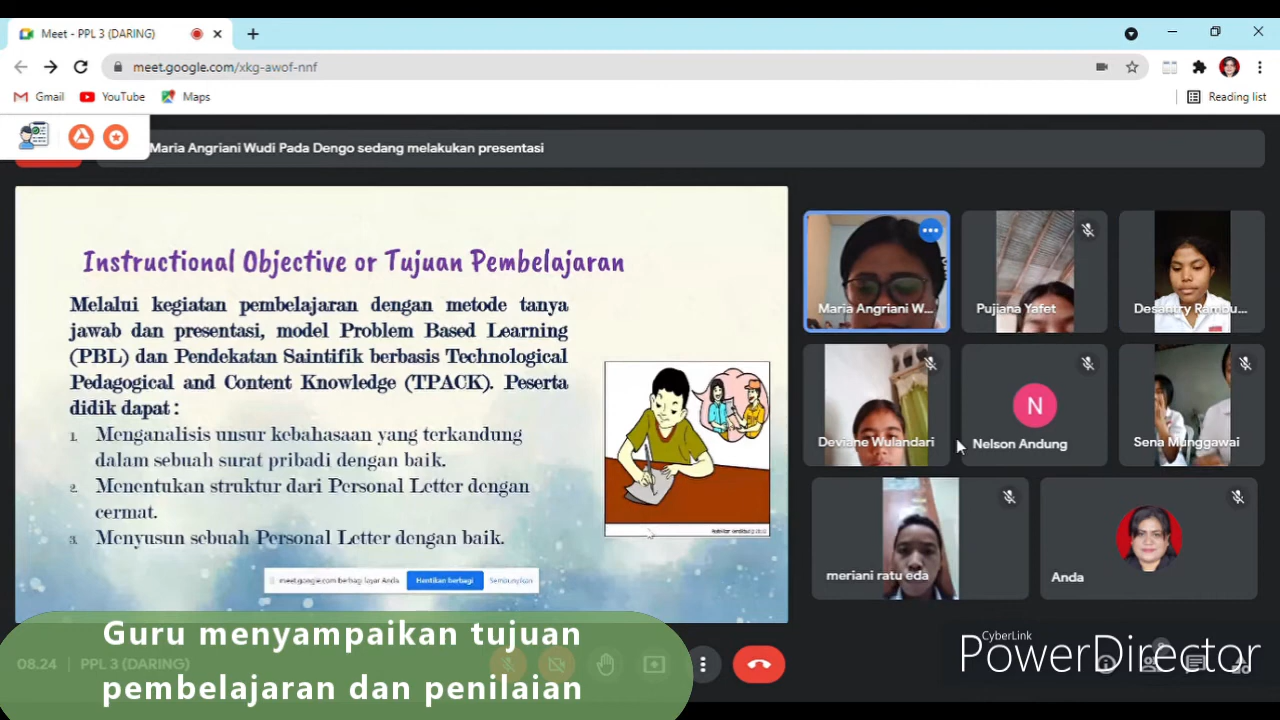 Meet - PPL 3 (DARING)
meet.google.com/xkg-awof-nnf
Gmail YouTube Maps Reading list
Maria Angriani Wudi Pada Dengo sedang melakukan presentasi
Instructional Objective or Tujuan Pembelajaran
Melalui kegiatan pembelajaran dengan metode tanya
jawab dan presentasi, model Problem Based Learning
(PBL) dan Pendekatan Saintifik berbasis Technological
Pedagogical and Content Knowledge (TPACK). Peserta
didik dapat :
1. Menganalisis unsur kebahasaan yang terkandung
dalam sebuah surat pribadi dengan baik.
2. Menentukan struktur dari Personal Letter dengan
cermat.
3. Menyusun sebuah Personal Letter dengan baik.
meet.google.com berbagi layar Anda. Hentikan berbagi Sembunyikan
Maria Angriani W...
Pujiana Yafet
Desantry Rambu...
Deviane Wulandari
N
Nelson Andung
Sena Munggawai
meriani ratu eda
Anda
Guru menyampaikan tujuan
pembelajaran dan penilaian
08.24 | PPL 3 (DARING)
CyberLink
PowerDirector